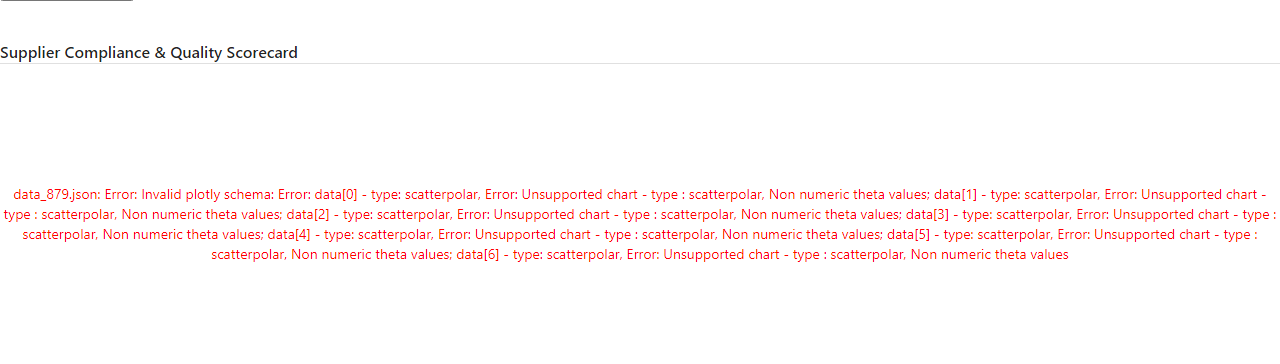 Supplier Compliance & Quality Scorecard
data_879.json: Error: Invalid plotly schema: Error: data[0] - type: scatterpolar, Error: Unsupported chart - type : scatterpolar, Non numeric theta values; data[1] - type: scatterpolar, Error: Unsupported chart -
type : scatterpolar, Non numeric theta values; data[2] - type: scatterpolar, Error: Unsupported chart - type : scatterpolar, Non numeric theta values; data[3] - type: scatterpolar, Error: Unsupported chart - type :
scatterpolar, Non numeric theta values; data[4] - type: scatterpolar, Error: Unsupported chart - type : scatterpolar, Non numeric theta values; data[5] - type: scatterpolar, Error: Unsupported chart - type :
scatterpolar, Non numeric theta values; data[6] - type: scatterpolar, Error: Unsupported chart - type : scatterpolar, Non numeric theta values